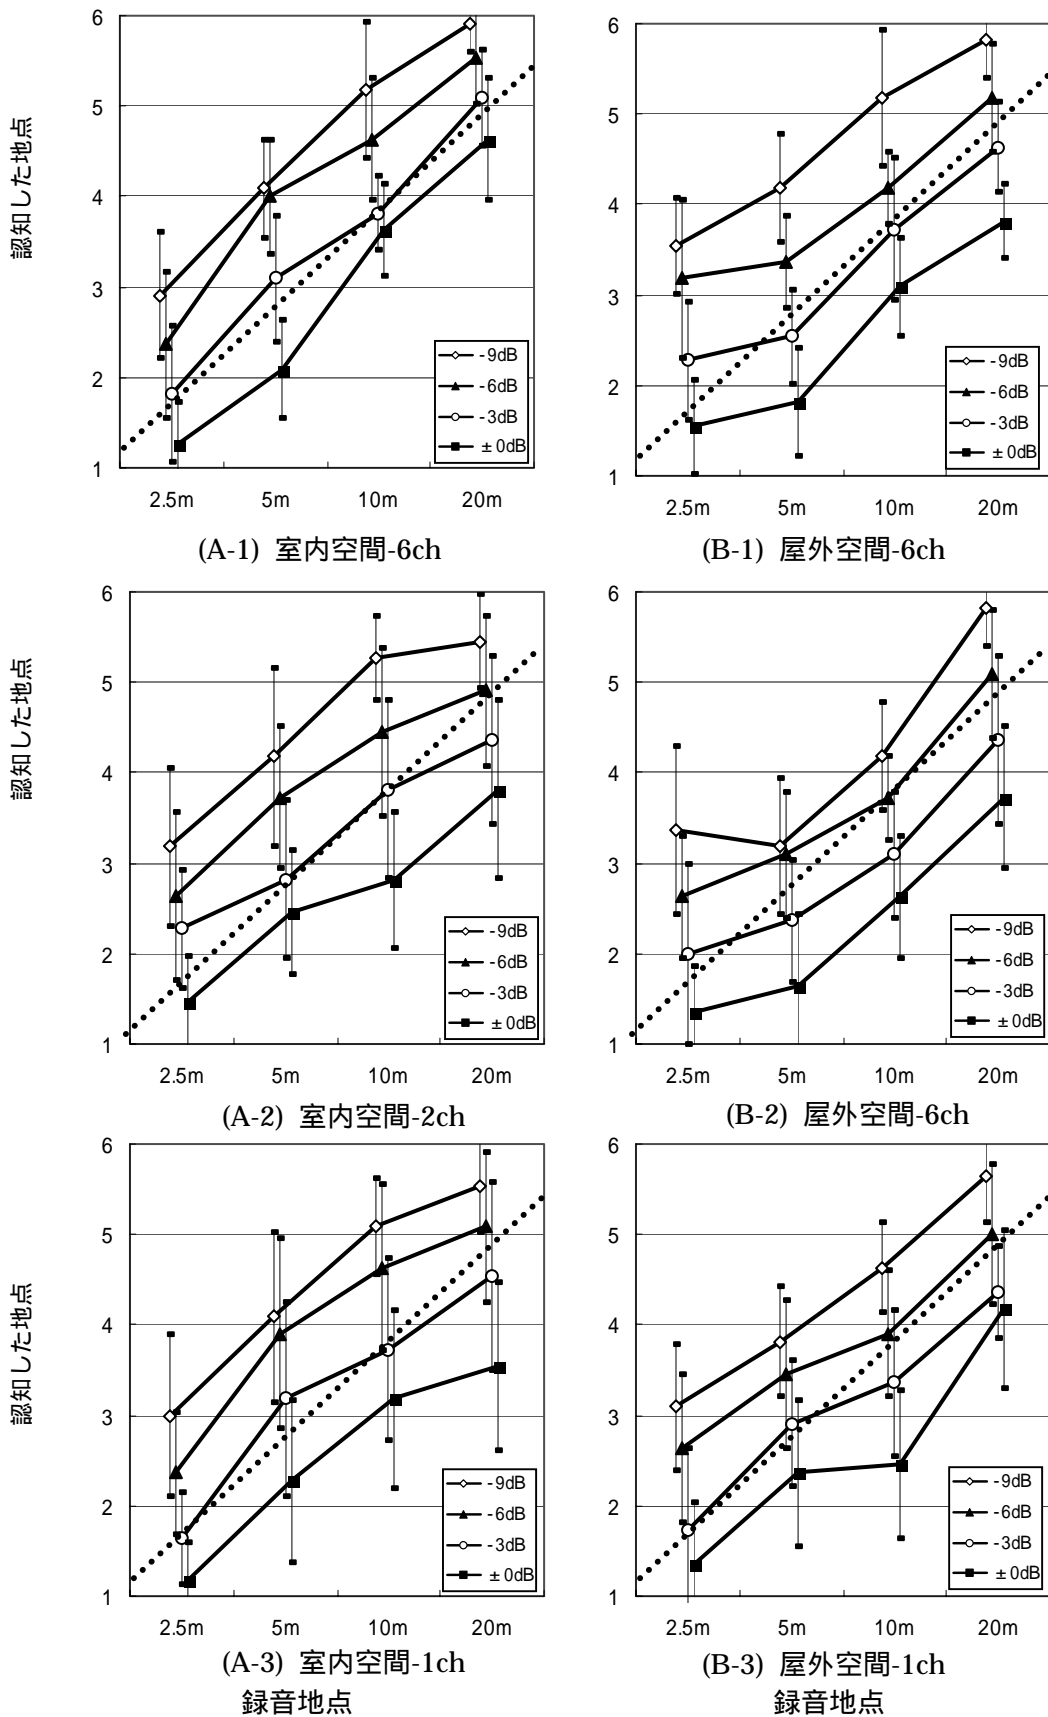 認知した地点
6
5
4
3
2
1
-9dB
-6dB
-3dB
±0dB
2.5m 5m 10m 20m
(A-1) 室内空間-6ch
6
5
4
3
2
1
-9dB
-6dB
-3dB
±0dB
2.5m 5m 10m 20m
(B-1) 屋外空間-6ch
認知した地点
6
5
4
3
2
1
-9dB
-6dB
-3dB
±0dB
2.5m 5m 10m 20m
(A-2) 室内空間-2ch
6
5
4
3
2
1
-9dB
-6dB
-3dB
±0dB
2.5m 5m 10m 20m
(B-2) 屋外空間-6ch
認知した地点
6
5
4
3
2
1
-9dB
-6dB
-3dB
±0dB
2.5m 5m 10m 20m
(A-3) 室内空間-1ch
録音地点
6
5
4
3
2
1
-9dB
-6dB
-3dB
±0dB
2.5m 5m 10m 20m
(B-3) 屋外空間-1ch
録音地点